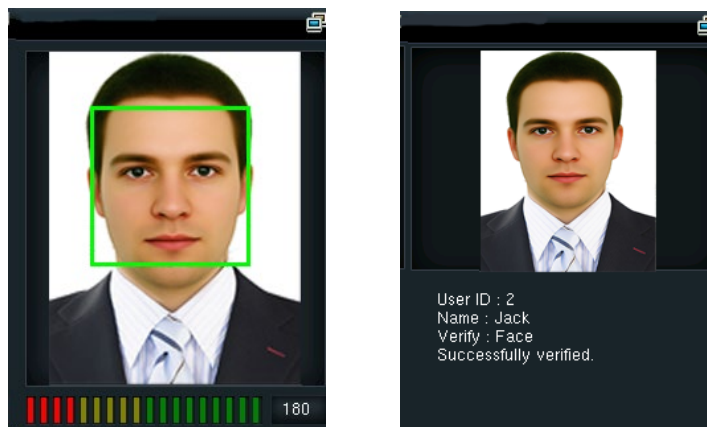 180
User ID : 2
Name : Jack
Verify : Face
Successfully verified.